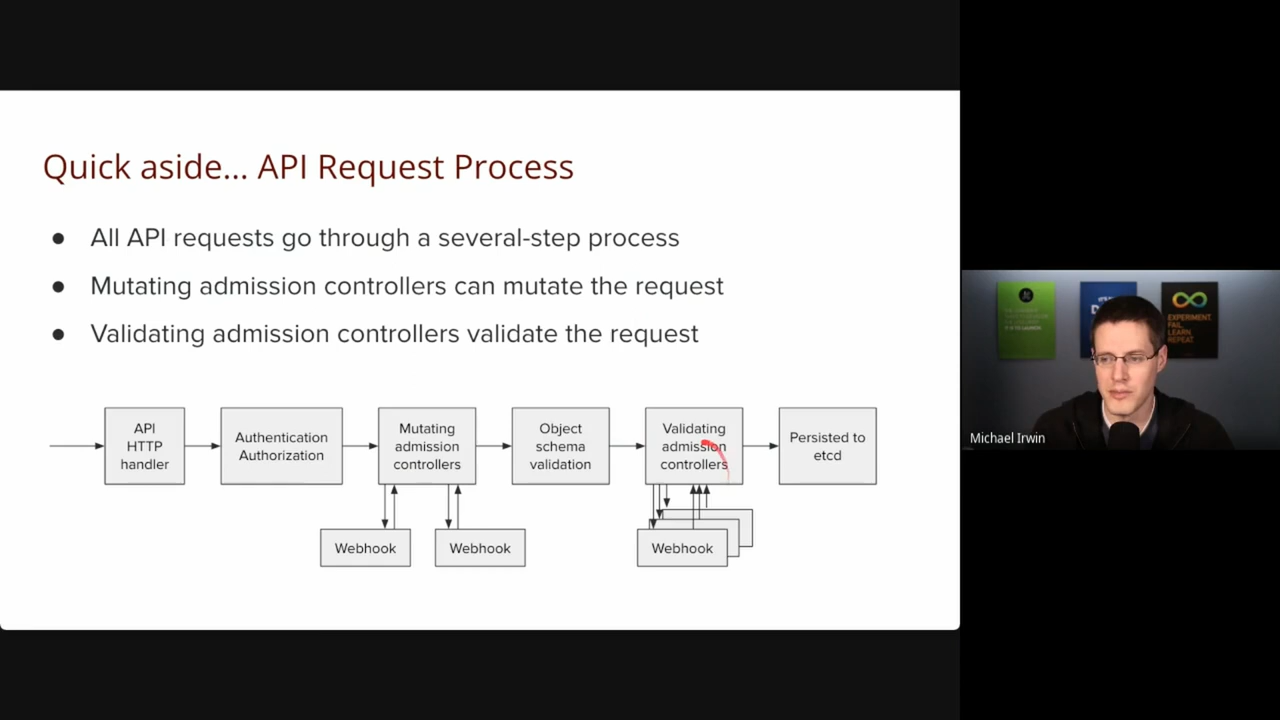 Quick aside... API Request Process
● All API requests go through a several-step process
● Mutating admission controllers can mutate the request
● Validating admission controllers validate the request
API
HTTP
handler
Authentication
Authorization
Mutating
admission
controllers
Object
schema
validation
Validating
admission
controllers
Persisted to
etcd
Webhook
Webhook
Webhook
EXPERIMENT.
FAIL.
LEARN.
REPEAT.
Michael Irwin